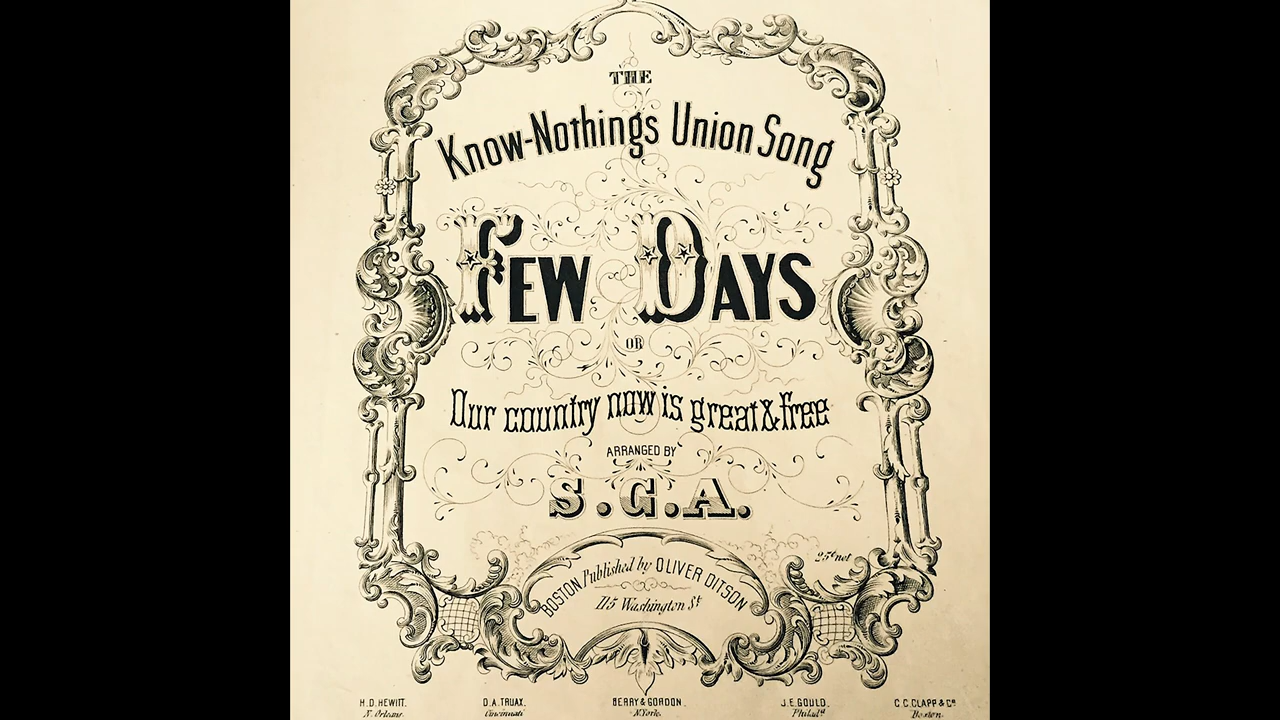 THE
Know-Nothings Union Song
FEW DAYS
OR
Our country now is great & free
ARRANGED BY
S.G.A.
25¢ net
BOSTON, Published by OLIVER DITSON
115 Washington St
H.D. HEWITT. D.A. TRUAX. BERRY & GORDON. J.E. GOULD. C.C. CLAPP & Co
N. Orleans. Cincinnati N. York. Philada Boston.